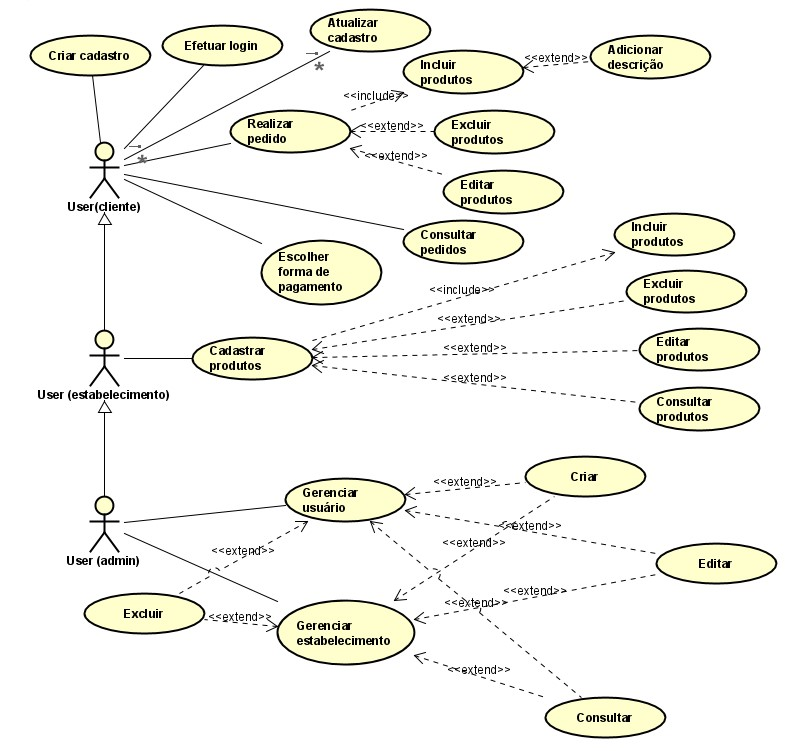 Criar cadastro
Efetuar login
Atualizar
cadastro
*
Incluir
produtos
<<extend>>
Adicionar
descrição
<<include>>
Realizar
pedido
<<extend>>
Excluir
produtos
<<extend>>
Editar
produtos
*
User(cliente)
Consultar
pedidos
Escolher
forma de
pagamento
Incluir
produtos
<<include>>
Excluir
produtos
<<extend>>
User (estabelecimento)
Cadastrar
produtos
<<extend>>
Editar
produtos
<<extend>>
Consultar
produtos
User (admin)
Gerenciar
usuário
<<extend>>
Criar
<<extend>>
<<extend>>
<<extend>>
Editar
<<extend>>
<<extend>>
Excluir
<<extend>>
Gerenciar
estabelecimento
<<extend>>
Consultar